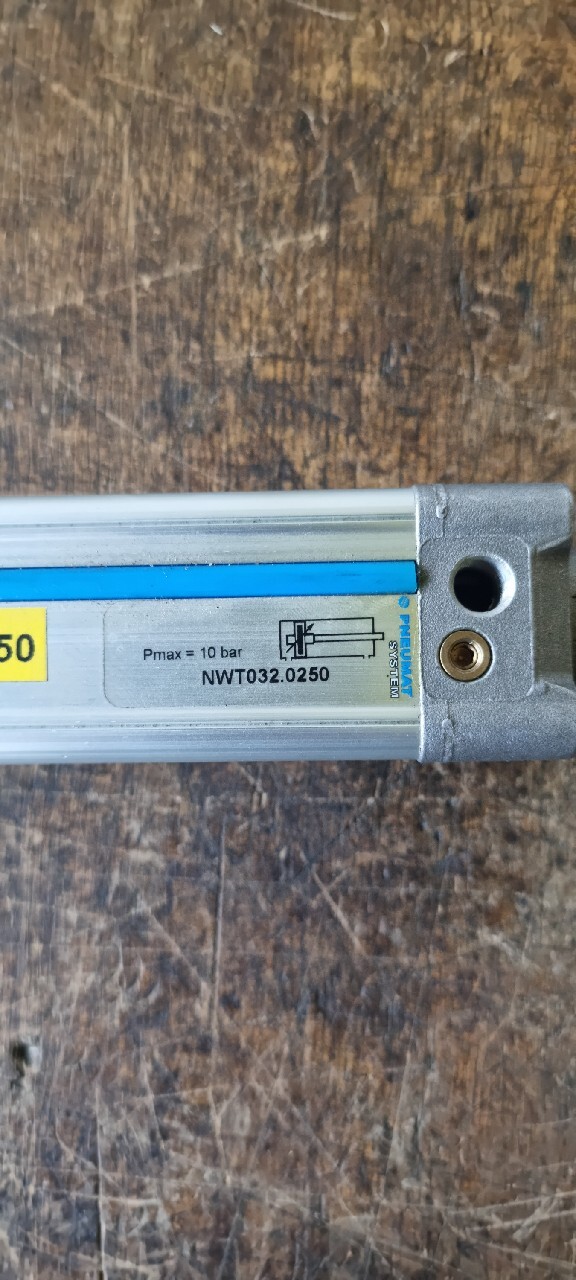 50
Pmax = 10 bar
NWT032.0250
PNEUMAT
SYSTEM